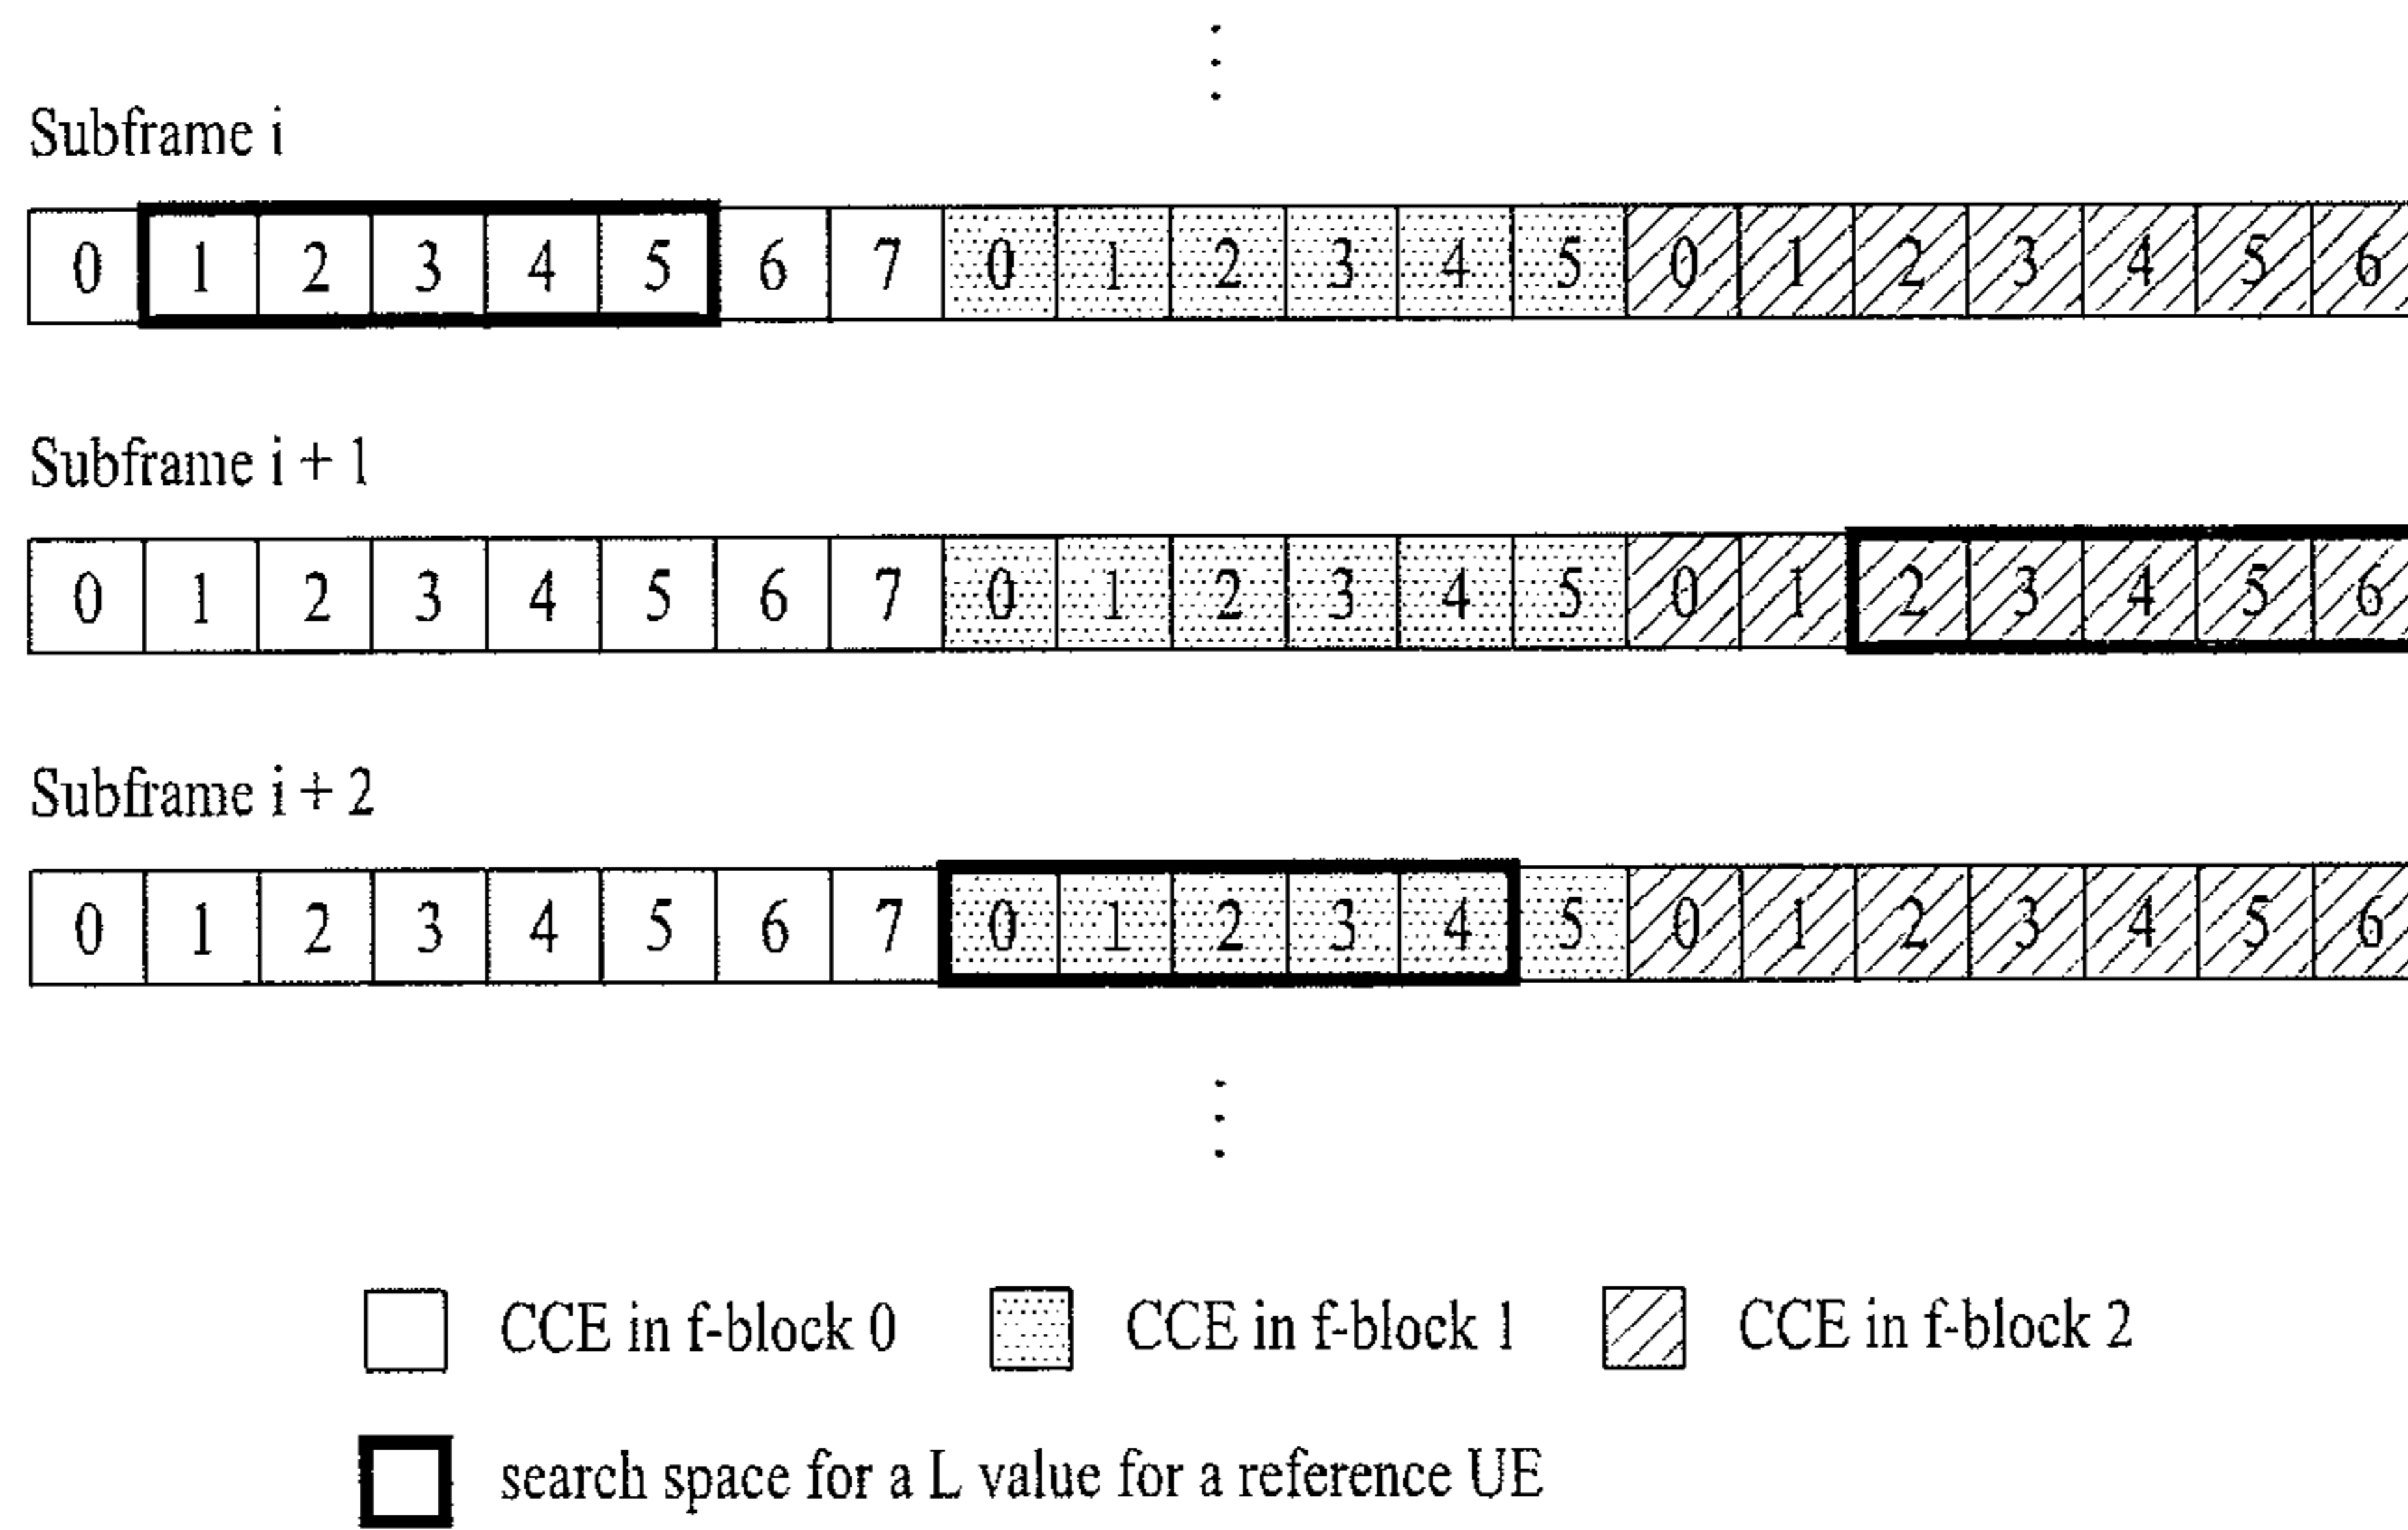 Subframe i
0 1 2 3 4 5 6 7 0 1 2 3 4 5 0 1 2 3 4 5 6
Subframe i + 1
0 1 2 3 4 5 6 7 0 1 2 3 4 5 0 1 2 3 4 5 6
Subframe i + 2
0 1 2 3 4 5 6 7 0 1 2 3 4 5 0 1 2 3 4 5 6
CCE in f-block 0 CCE in f-block 1 CCE in f-block 2
search space for a L value for a reference UE